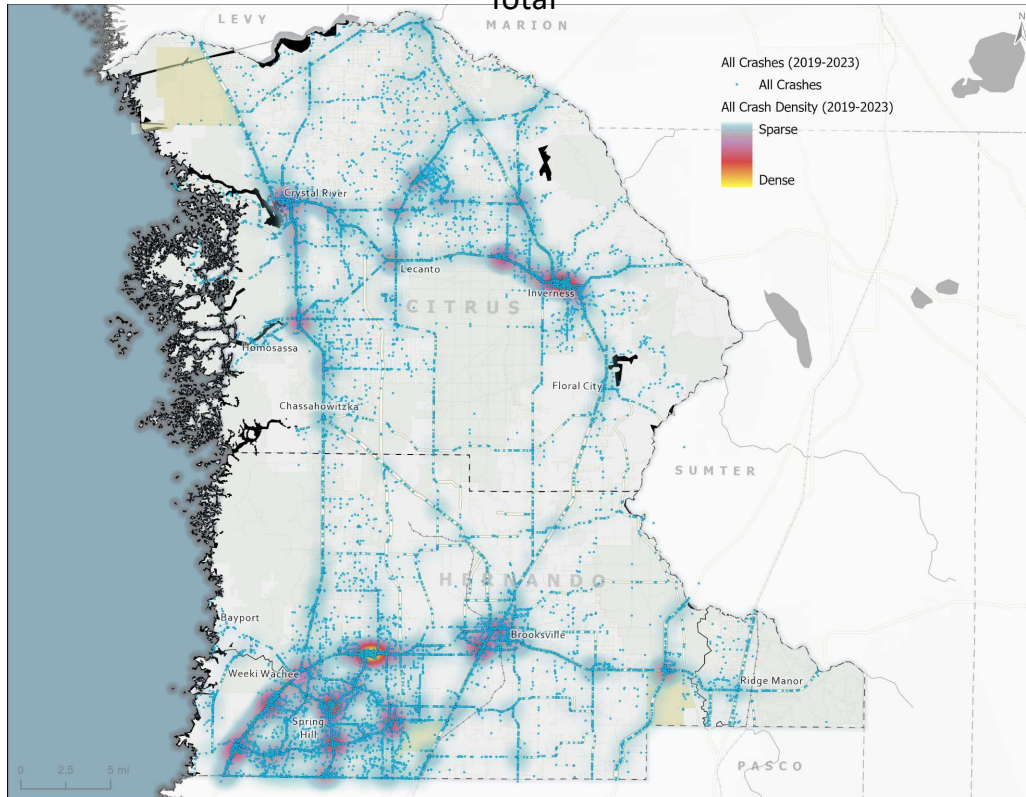 Total
LEVY
MARION
N
All Crashes (2019-2023)
All Crashes
All Crash Density (2019-2023)
Sparse
Dense
Crystal River
Lecanto
CITRUS
Inverness
Homosassa
Floral City
Chassahowitzka
SUMTER
HERNANDO
Bayport
Brooksville
Weeki Wachee
Ridge Manor
Spring
Hill
PASCO
0 2.5 5 mi